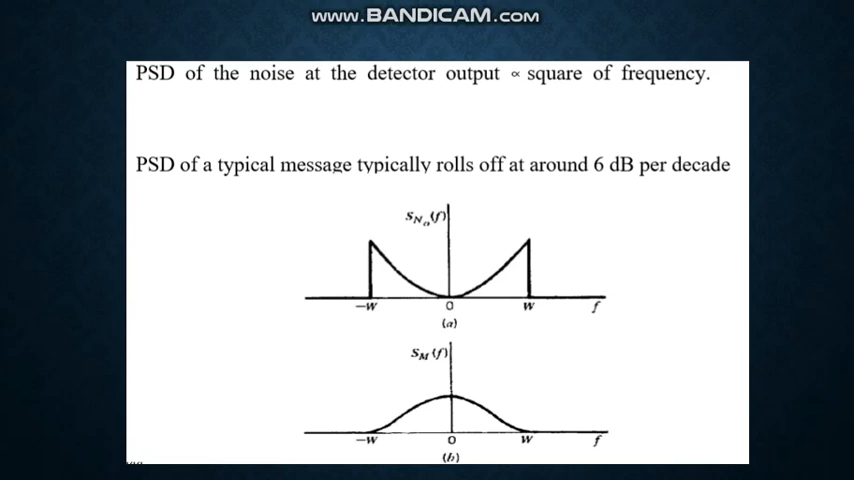 www.BANDICAM.com
PSD of the noise at the detector output ∝ square of frequency.
PSD of a typical message typically rolls off at around 6 dB per decade
S_{N_o}(f)
-W 0 W f
(a)
S_M(f)
-W 0 W f
(b)